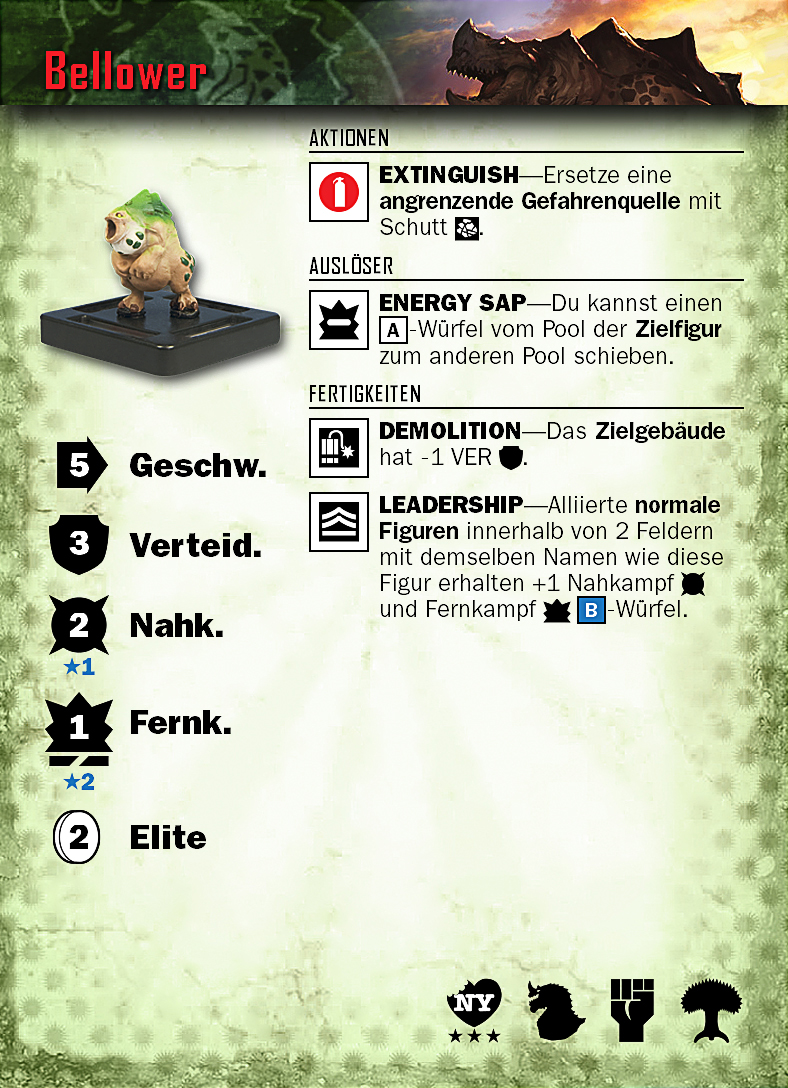 Bellower
AKTIONEN
EXTINGUISH—Ersetze eine
angrenzende Gefahrenquelle mit
Schutt .
AUSLÖSER
ENERGY SAP—Du kannst einen
A-Würfel vom Pool der Zielfigur
zum anderen Pool schieben.
FERTIGKEITEN
DEMOLITION—Das Zielgebäude
hat -1 VER .
LEADERSHIP—Alliierte normale
Figuren innerhalb von 2 Feldern
mit demselben Namen wie diese
Figur erhalten +1 Nahkampf
und Fernkampf B-Würfel.
5 Geschw.
3 Verteid.
2 Nahk.
★1
1 Fernk.
★2
2 Elite
NY
★★★